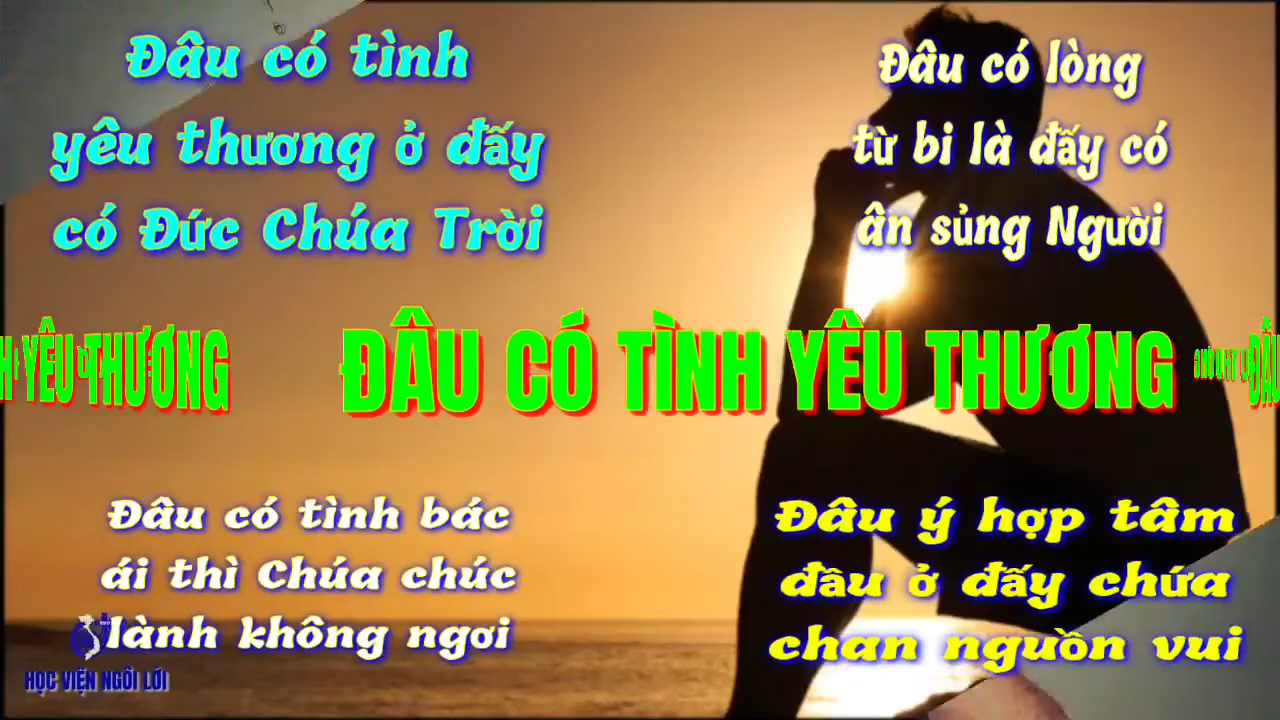 Đâu có tình
yêu thương ở đấy
có Đức Chúa Trời
Đâu có lòng
từ bi là đấy có
ân sủng Người
YÊU THƯƠNG
ĐÂU CÓ TÌNH YÊU THƯƠNG
ĐÂU
Đâu có tình bác
ái thì Chúa chúc
lành không ngơi
Đâu ý hợp tâm
đầu ở đấy chứa
chan nguồn vui
HỌC VIỆN NGÔI LỜI